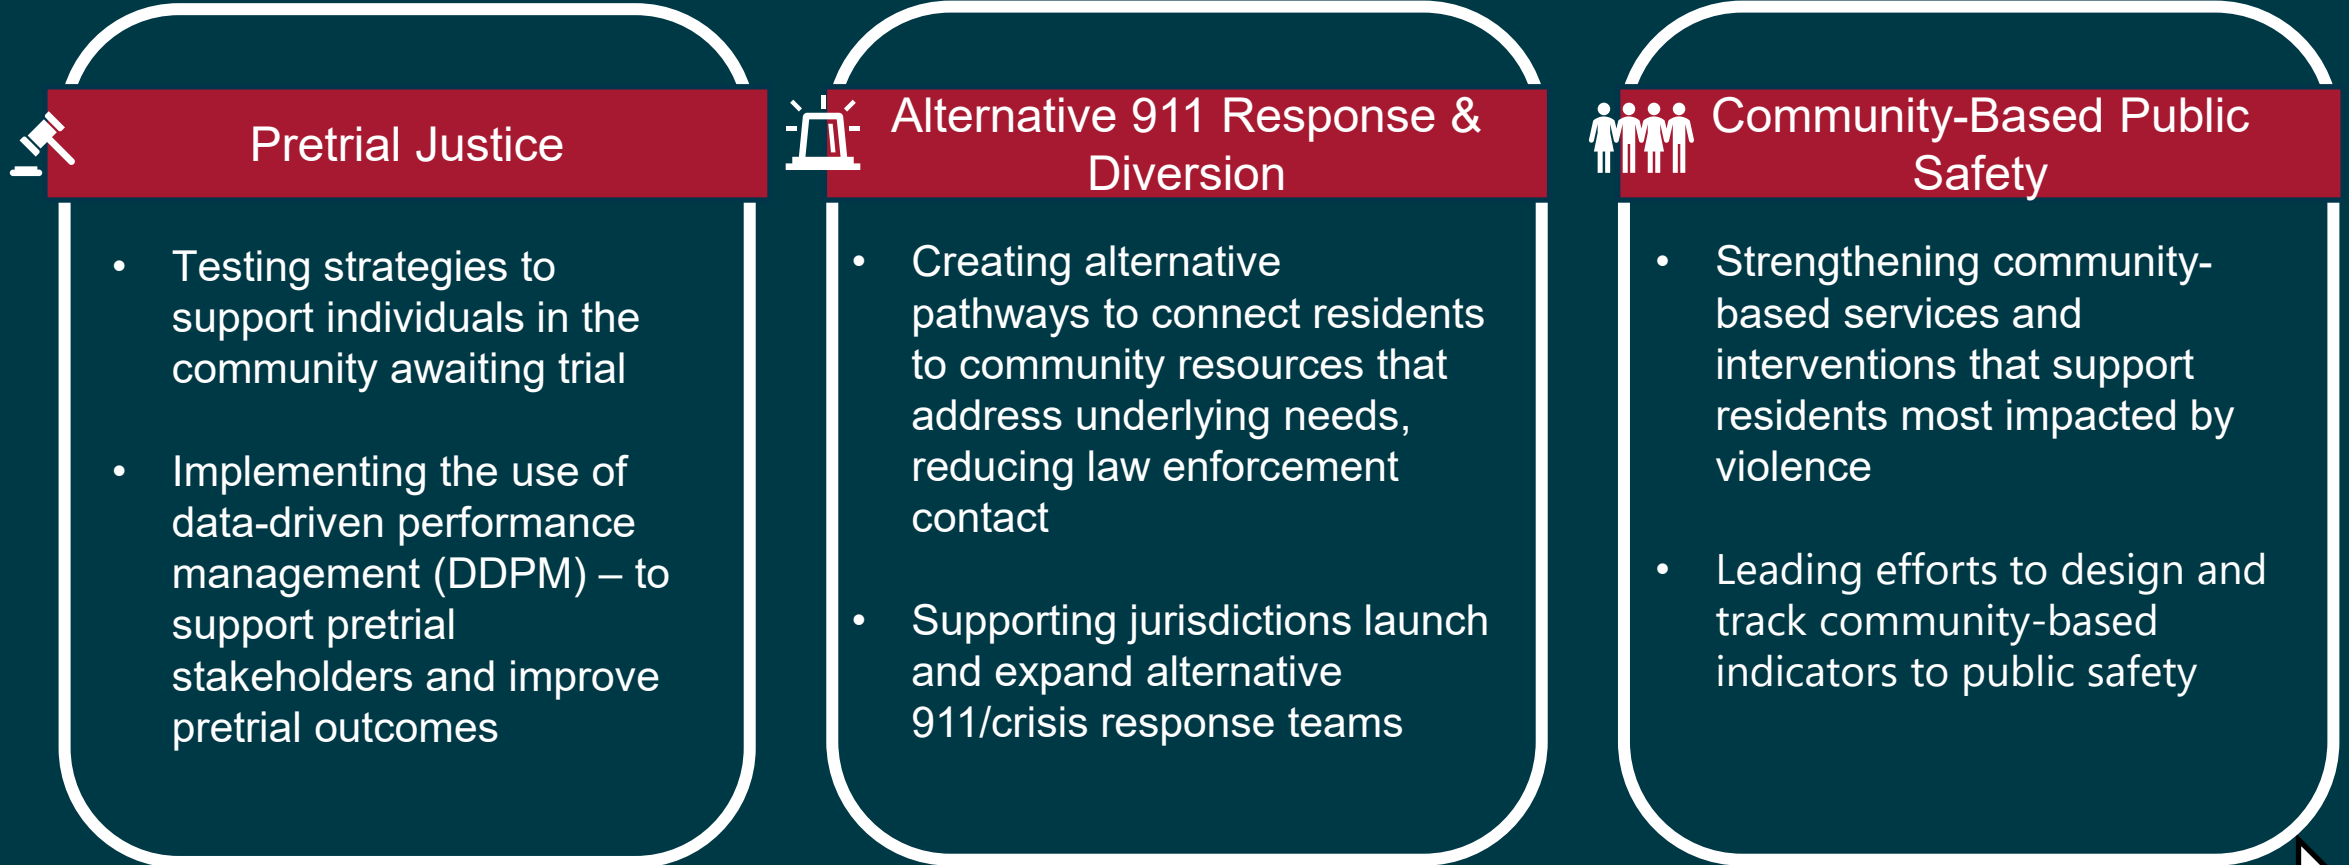 Pretrial Justice
• Testing strategies to
support individuals in the
community awaiting trial
• Implementing the use of
data-driven performance
management (DDPM) – to
support pretrial
stakeholders and improve
pretrial outcomes
Alternative 911 Response &
Diversion
• Creating alternative
pathways to connect residents
to community resources that
address underlying needs,
reducing law enforcement
contact
• Supporting jurisdictions launch
and expand alternative
911/crisis response teams
Community-Based Public
Safety
• Strengthening community-
based services and
interventions that support
residents most impacted by
violence
• Leading efforts to design and
track community-based
indicators to public safety